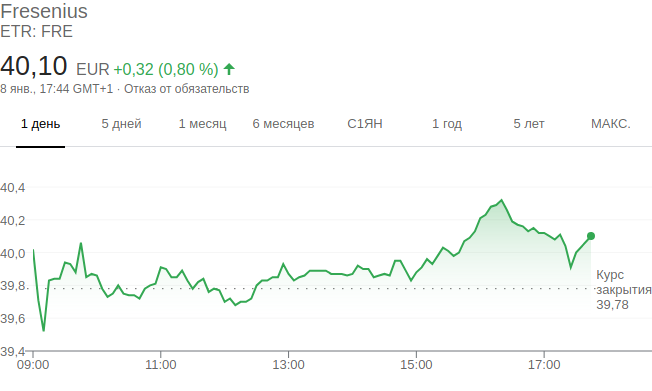 Fresenius
ETR: FRE
40,10 EUR +0,32 (0,80 %)
8 янв., 17:44 GMT+1 · Отказ от обязательств
1 день 5 дней 1 месяц 6 месяцев С1ЯН 1 год 5 лет МАКС.
40,4
40,2
40,0
39,8
39,6
39,4
Курс
закрытия
39,78
09:00 11:00 13:00 15:00 17:00